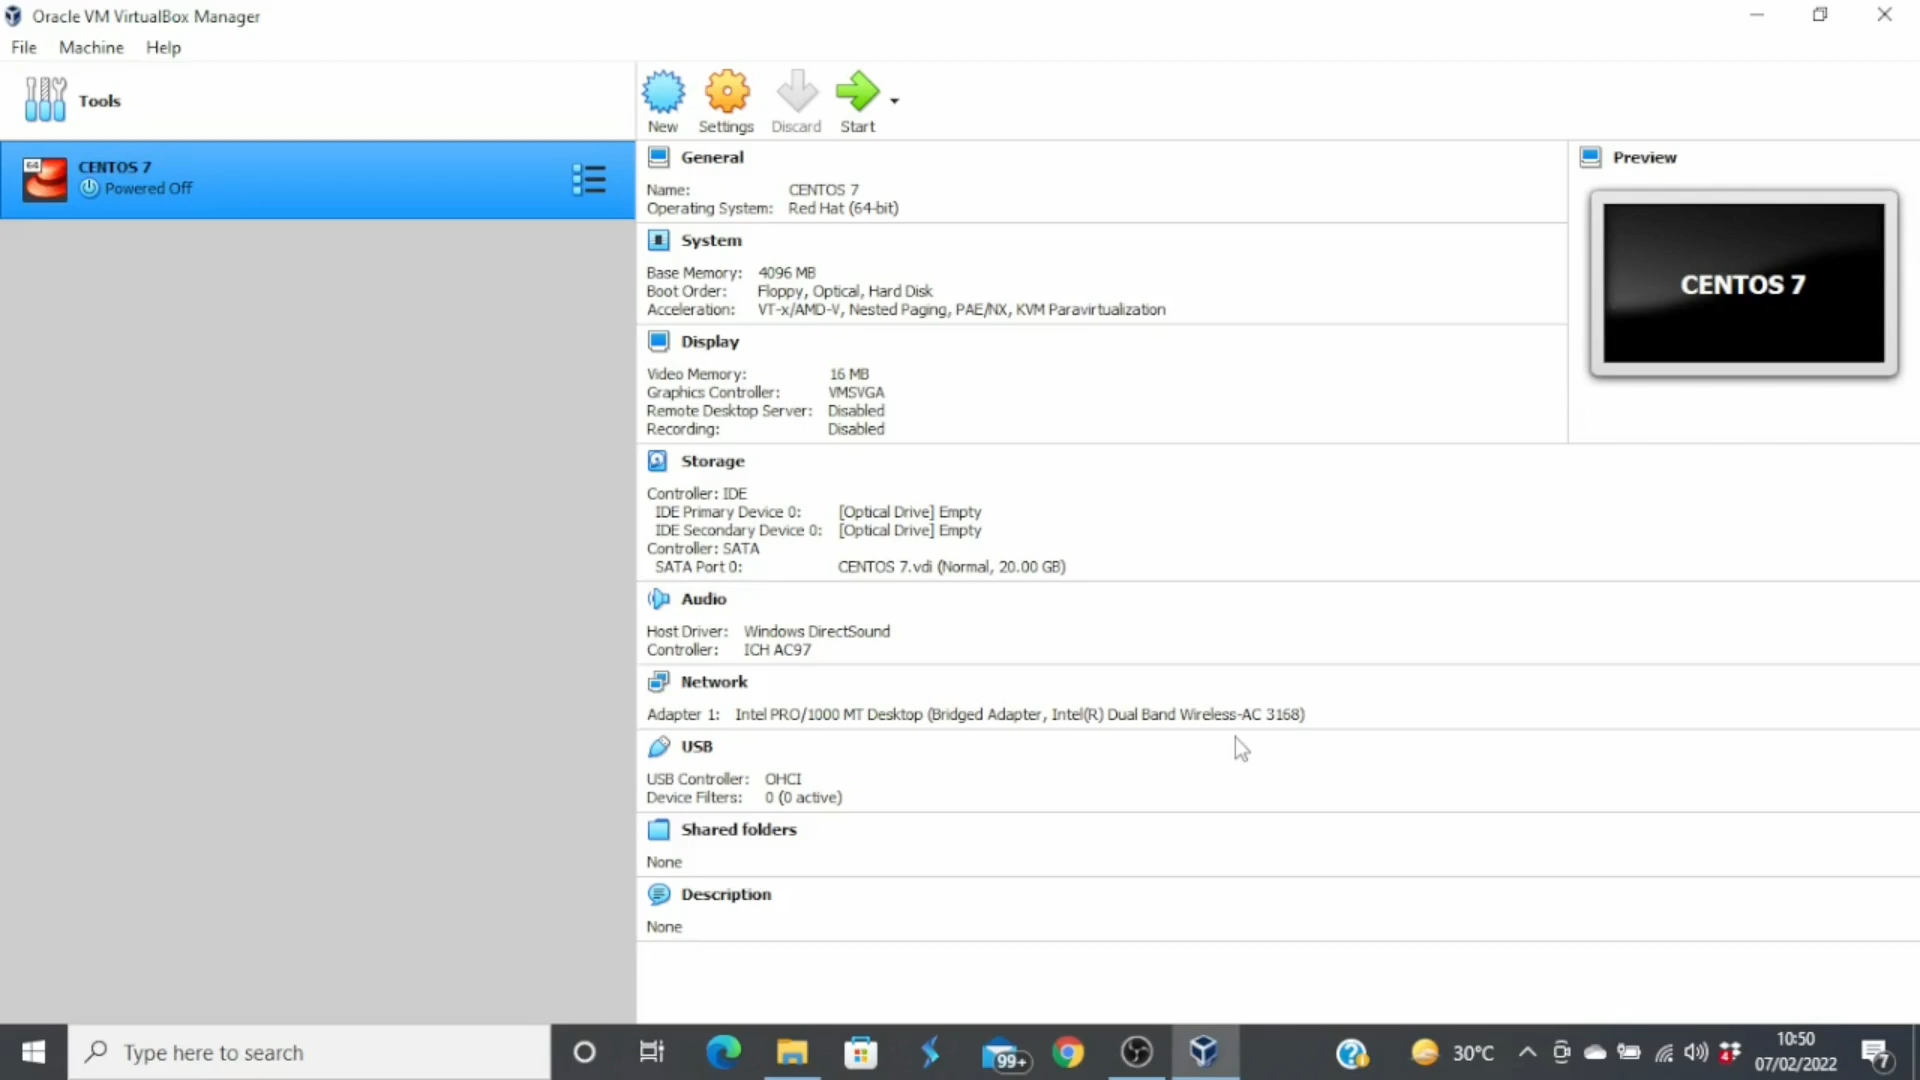 Oracle VM VirtualBox Manager
File Machine Help
Tools
New Settings Discard Start
64
CENTOS 7
Powered Off
General
Name: CENTOS 7
Operating System: Red Hat (64-bit)
Preview
CENTOS 7
System
Base Memory: 4096 MB
Boot Order: Floppy, Optical, Hard Disk
Acceleration: VT-x/AMD-V, Nested Paging, PAE/NX, KVM Paravirtualization
Display
Video Memory: 16 MB
Graphics Controller: VMSVGA
Remote Desktop Server: Disabled
Recording: Disabled
Storage
Controller: IDE
IDE Primary Device 0: [Optical Drive] Empty
IDE Secondary Device 0: [Optical Drive] Empty
Controller: SATA
SATA Port 0: CENTOS 7.vdi (Normal, 20.00 GB)
Audio
Host Driver: Windows DirectSound
Controller: ICH AC97
Network
Adapter 1: Intel PRO/1000 MT Desktop (Bridged Adapter, Intel(R) Dual Band Wireless-AC 3168)
USB
USB Controller: OHCI
Device Filters: 0 (0 active)
Shared folders
None
Description
None
Type here to search
99+
30°C
10:50
07/02/2022
7